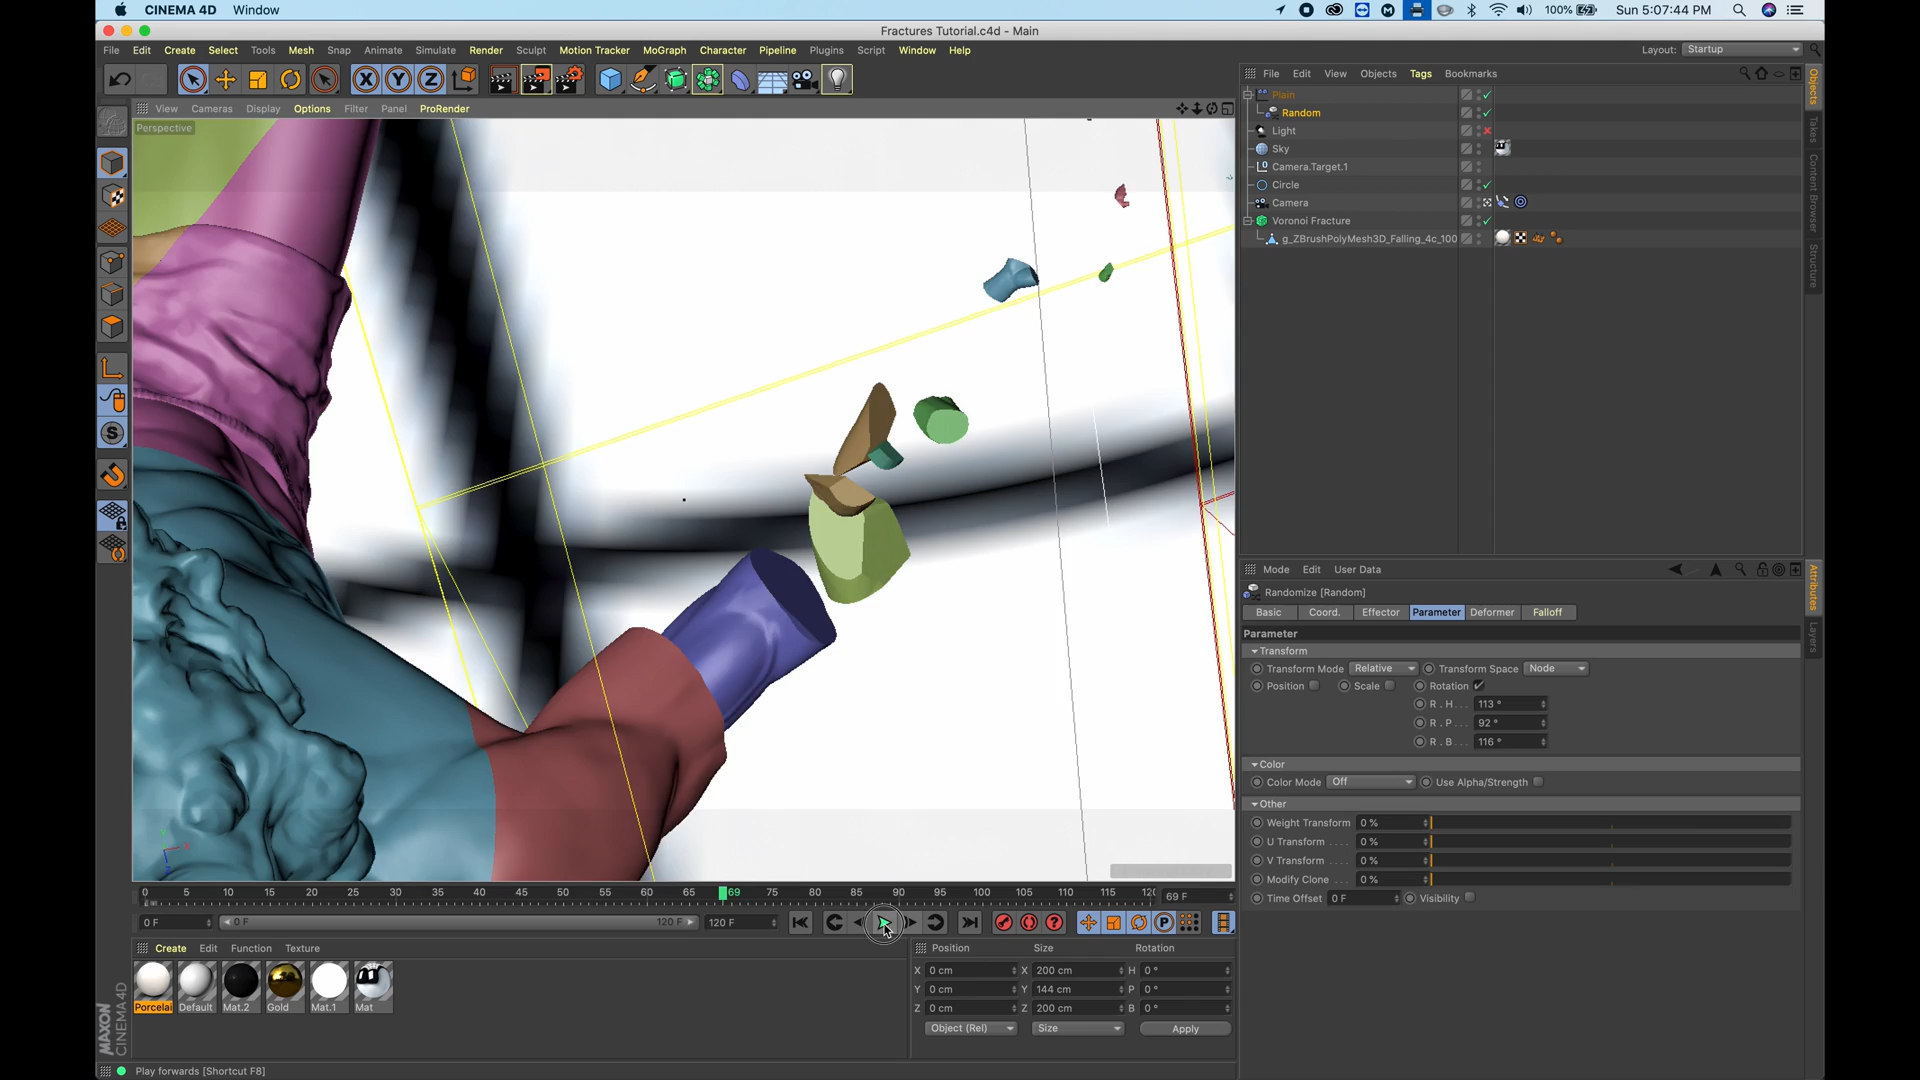 CINEMA 4D Window
100% Sun 5:07:44 PM
Fractures Tutorial.c4d - Main
File Edit Create Select Tools Mesh Snap Animate Simulate Render Sculpt Motion Tracker MoGraph Character Pipeline Plugins Script Window Help
Layout: Startup
X Y Z
File Edit View Objects Tags Bookmarks
View Cameras Display Options Filter Panel ProRender
Perspective
Plain
Random
Light
Sky
Camera.Target.1
Circle
Camera
Voronoi Fracture
g_ZBrushPolyMesh3D_Falling_4c_100
Objects
Takes
Content Browser
Structure
Mode Edit User Data
Randomize [Random]
Basic Coord. Effector Parameter Deformer Falloff
Parameter
Transform
Transform Mode Relative Transform Space Node
Position Scale Rotation
R . H . . . 113 °
R . P . . . 92 °
R . B . . . 116 °
Color
Color Mode Off Use Alpha/Strength
Other
Weight Transform 0 %
U Transform . . . . 0 %
V Transform . . . . 0 %
Modify Clone . . . 0 %
Time Offset 0 F Visibility
Attributes
Layers
0 5 10 15 20 25 30 35 40 45 50 55 60 65 69 75 80 85 90 95 100 105 110 115 69 F
0 F 0 F 120 F 120 F
Create Edit Function Texture
Porcelai Default Mat.2 Gold Mat.1 Mat
Position Size Rotation
X 0 cm X 200 cm H 0 °
Y 0 cm Y 144 cm P 0 °
Z 0 cm Z 200 cm B 0 °
Object (Rel) Size Apply
MAXON
CINEMA 4D
Play forwards [Shortcut F8]